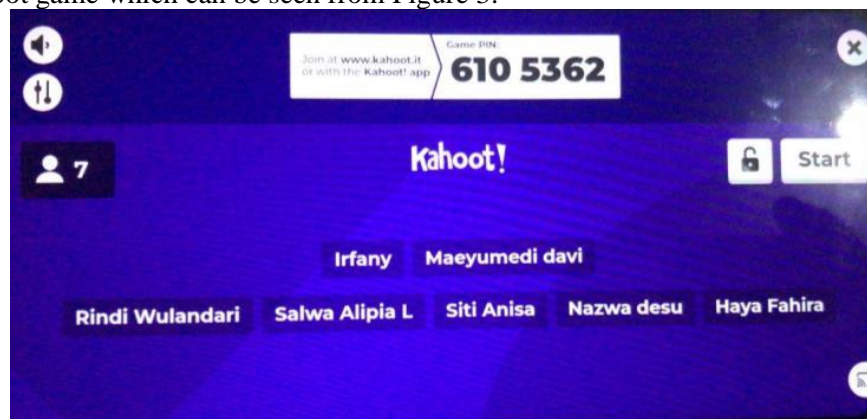 oot game which can be seen from Figure 3.
Join at www.kahoot.it
or with the Kahoot! app
Game PIN:
610 5362
7
Kahoot!
Start
Irfany
Maeyumedi davi
Rindi Wulandari
Salwa Alipia L
Siti Anisa
Nazwa desu
Haya Fahira